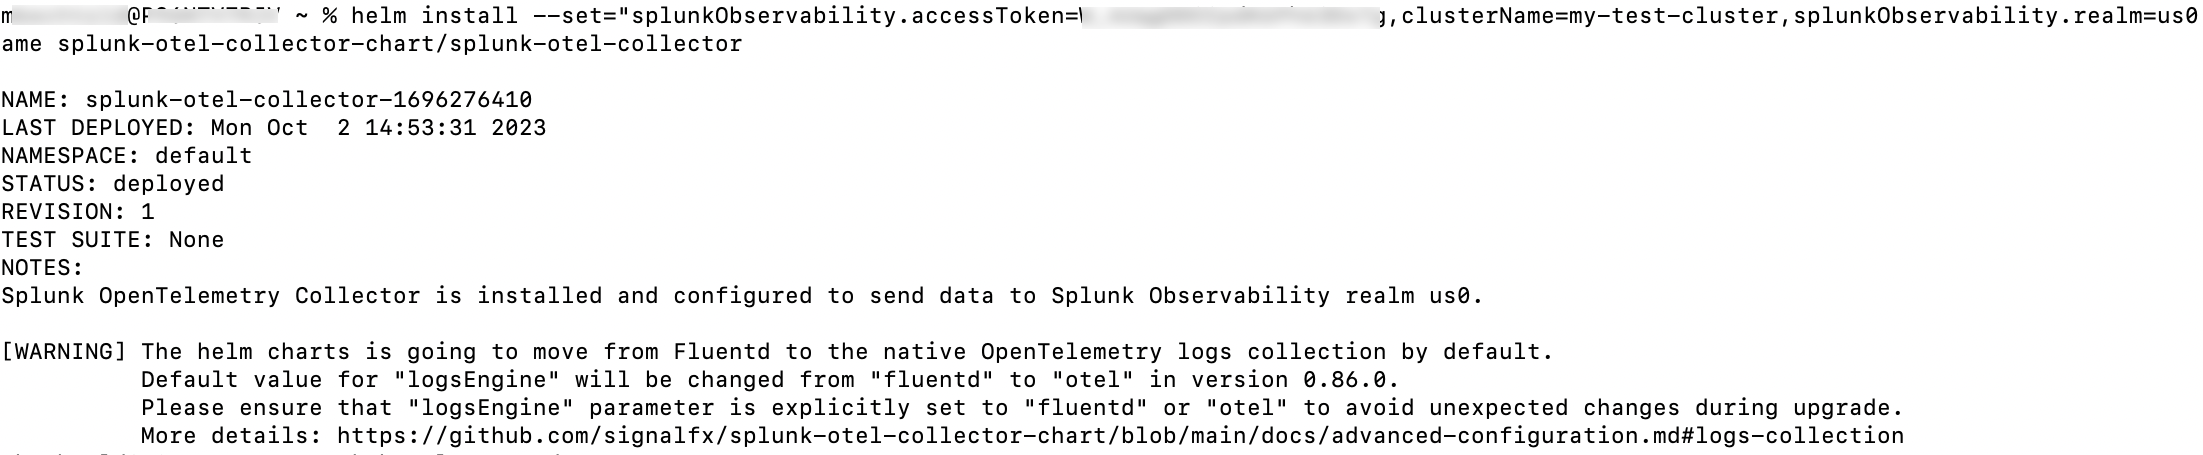 ~ % helm install --set="splunkObservability.accessToken= ,clusterName=my-test-cluster,splunkObservability.realm=us0
ame splunk-otel-collector-chart/splunk-otel-collector
NAME: splunk-otel-collector-1696276410
LAST DEPLOYED: Mon Oct  2 14:53:31 2023
NAMESPACE: default
STATUS: deployed
REVISION: 1
TEST SUITE: None
NOTES:
Splunk OpenTelemetry Collector is installed and configured to send data to Splunk Observability realm us0.
[WARNING] The helm charts is going to move from Fluentd to the native OpenTelemetry logs collection by default.
Default value for "logsEngine" will be changed from "fluentd" to "otel" in version 0.86.0.
Please ensure that "logsEngine" parameter is explicitly set to "fluentd" or "otel" to avoid unexpected changes during upgrade.
More details: https://github.com/signalfx/splunk-otel-collector-chart/blob/main/docs/advanced-configuration.md#logs-collection